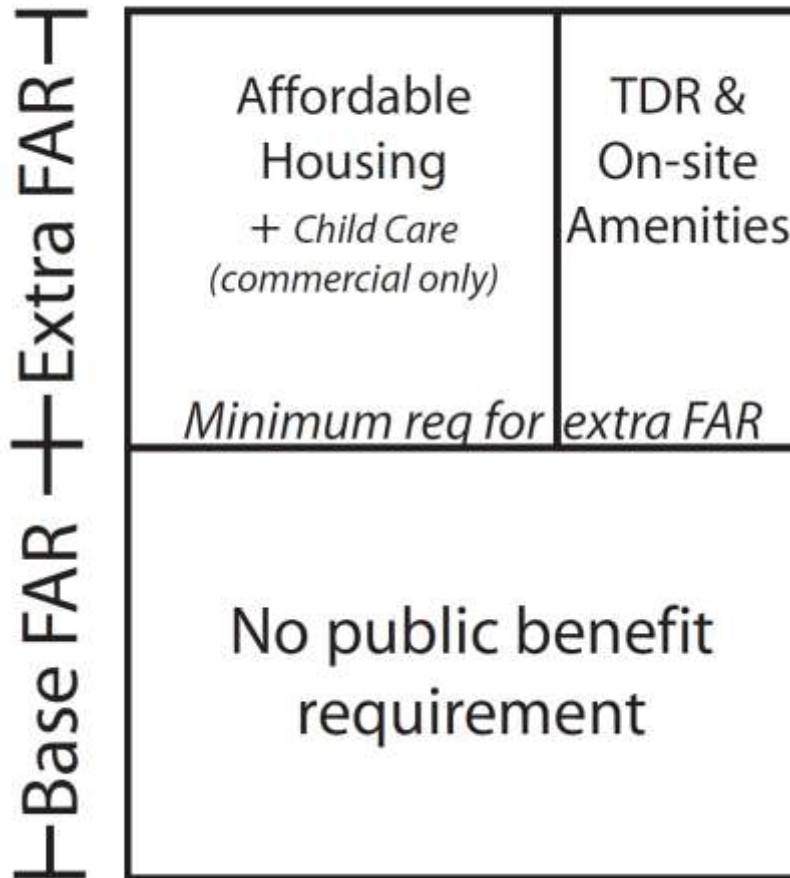 Extra FAR
Affordable
Housing
+ Child Care
(commercial only)
TDR &
On-site
Amenities
Minimum req for extra FAR
Base FAR
No public benefit
requirement